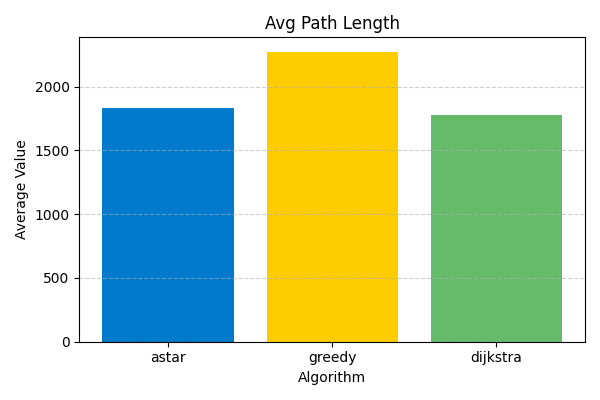 Avg Path Length
Average Value
2000
1500
1000
500
0
astar greedy dijkstra
Algorithm